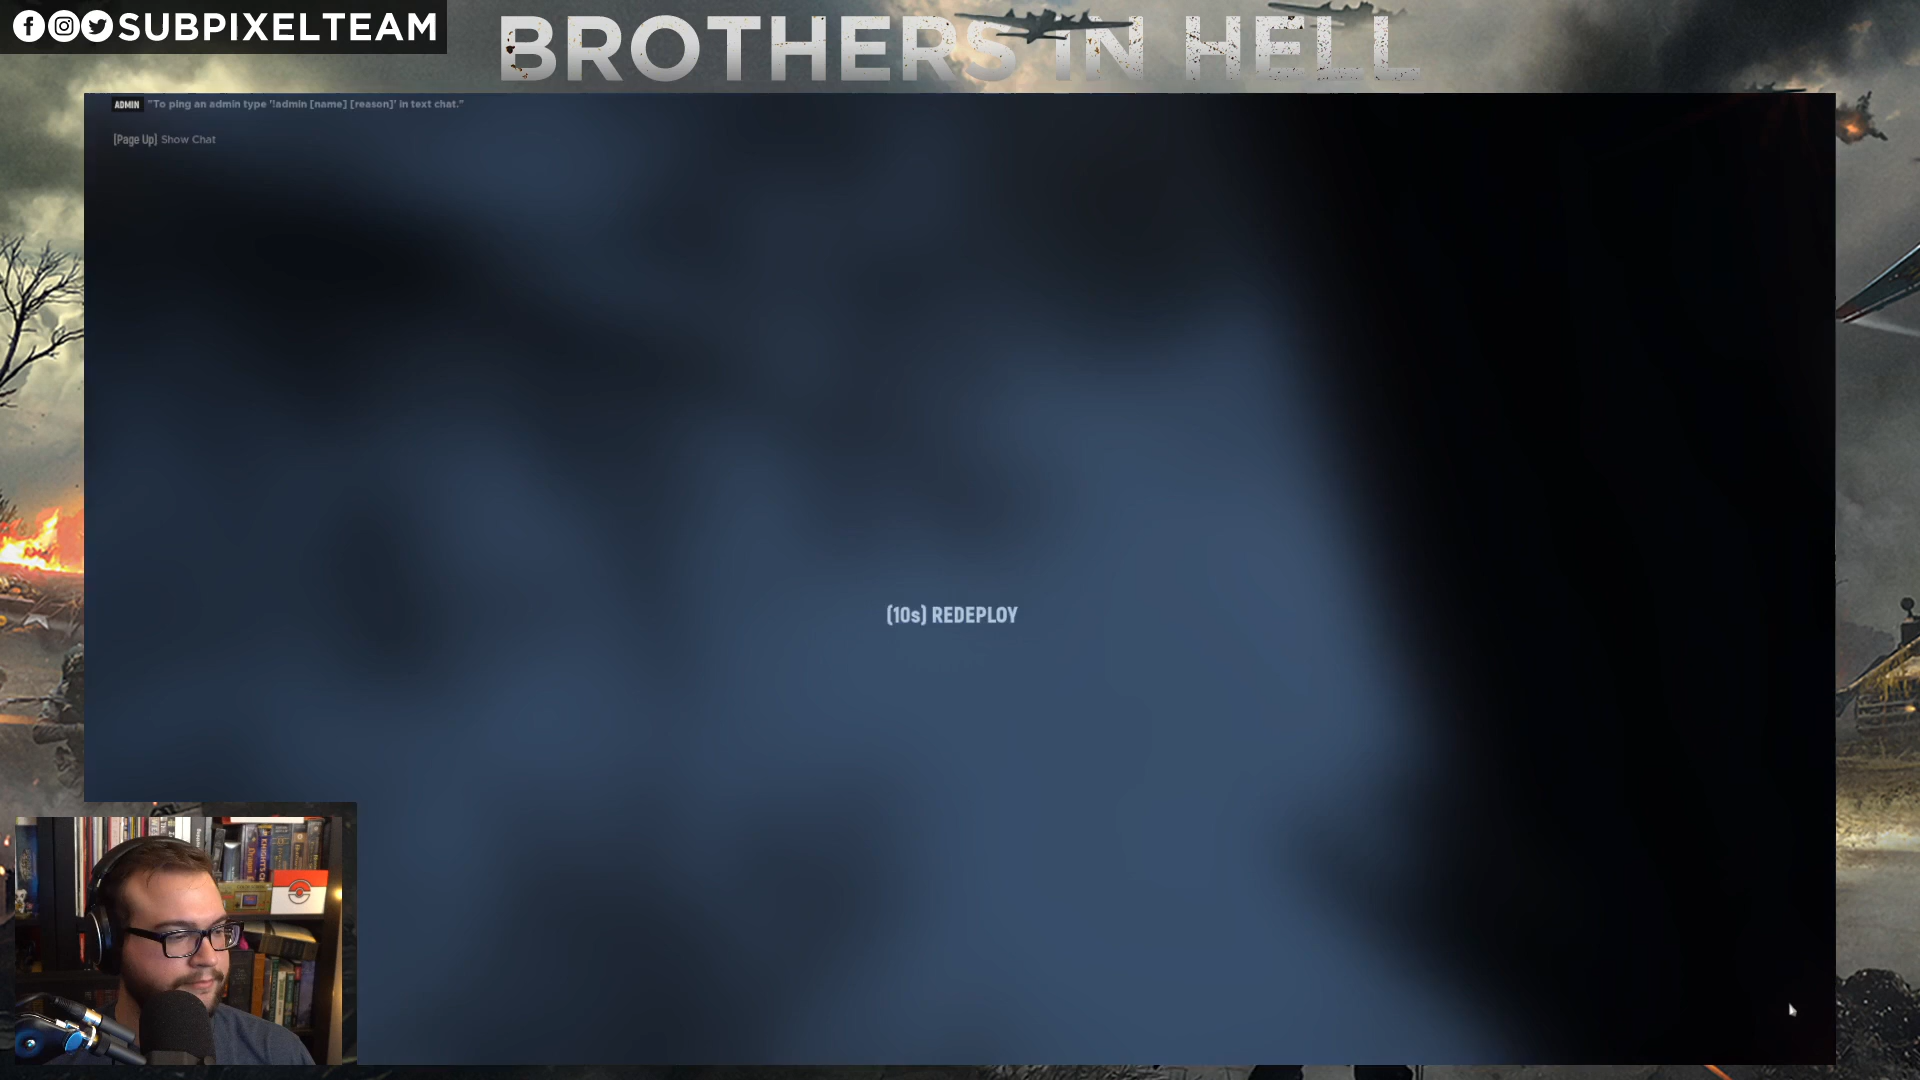 SUBPIXELTEAM
BROTHERS IN HELL
ADMIN "To ping an admin type '!admin [name] [reason]' in text chat."
[Page Up] Show Chat
(10s) REDEPLOY